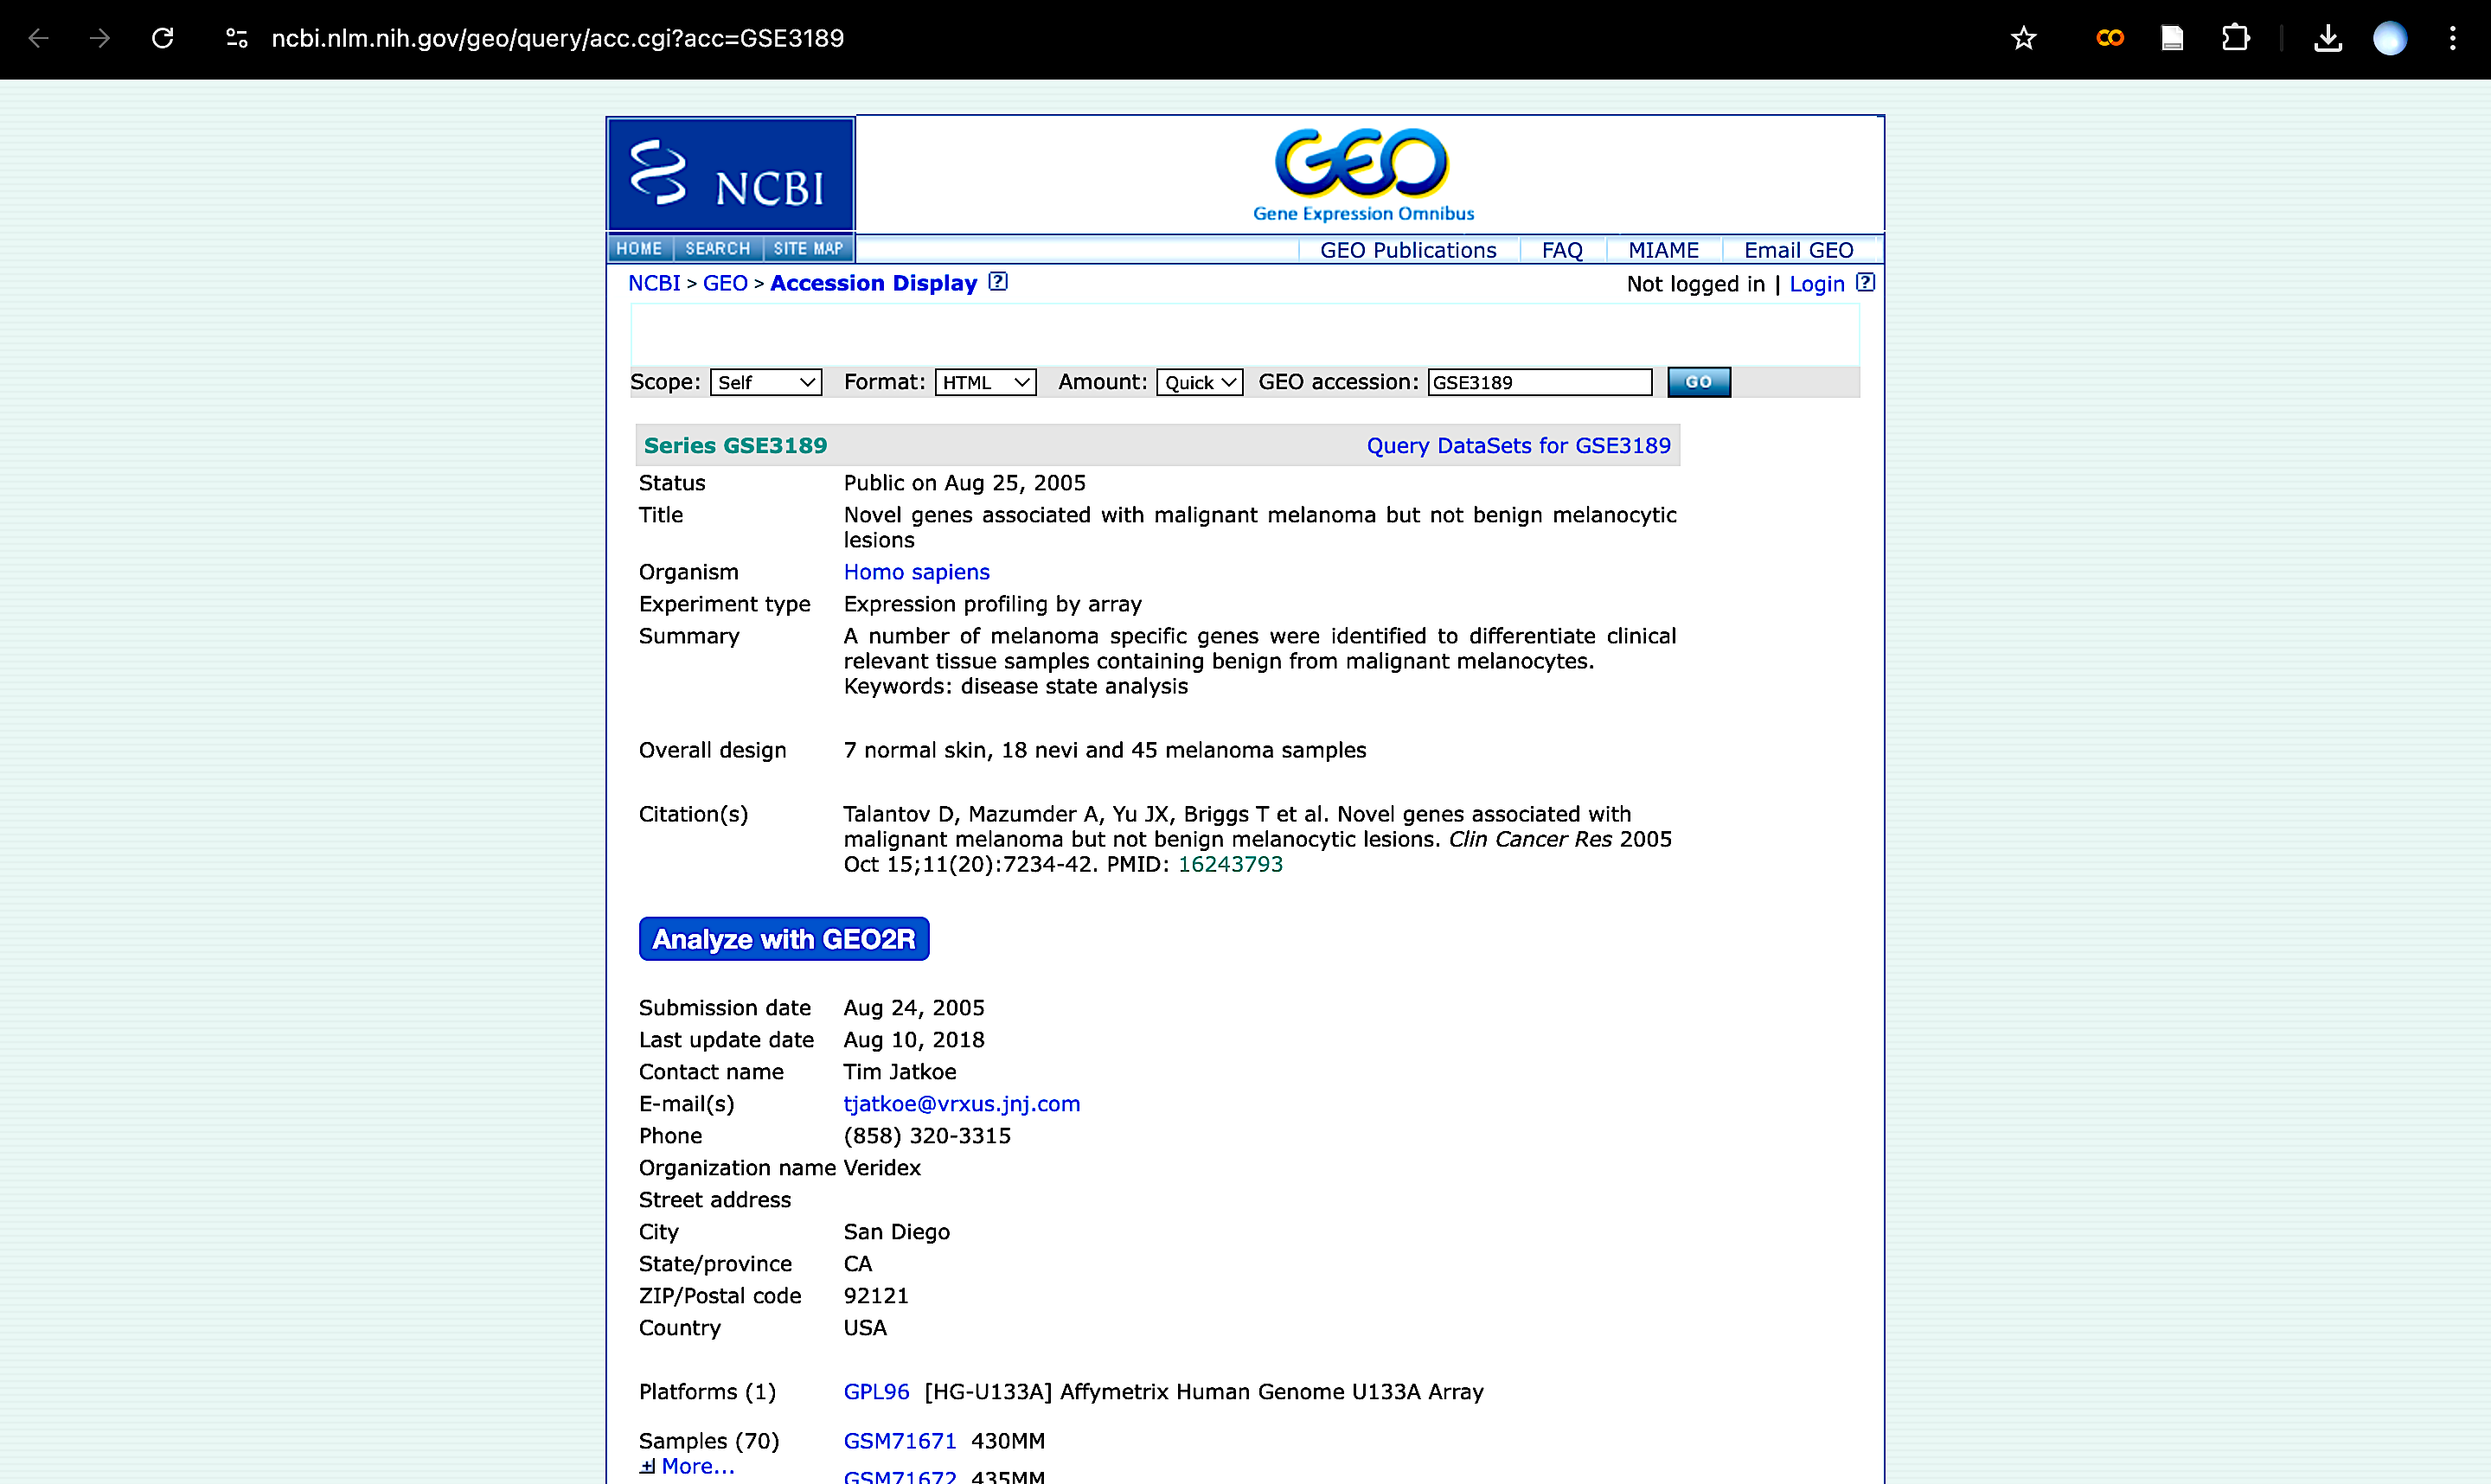 ncbi.nlm.nih.gov/geo/query/acc.cgi?acc=GSE3189
NCBI
GEO
Gene Expression Omnibus
HOME SEARCH SITE MAP
GEO Publications FAQ MIAME Email GEO
NCBI > GEO > Accession Display ?
Not logged in | Login ?
Scope: Self Format: HTML Amount: Quick GEO accession: GSE3189 GO
Series GSE3189 Query DataSets for GSE3189
Status Public on Aug 25, 2005
Title Novel genes associated with malignant melanoma but not benign melanocytic
lesions
Organism Homo sapiens
Experiment type Expression profiling by array
Summary A number of melanoma specific genes were identified to differentiate clinical
relevant tissue samples containing benign from malignant melanocytes.
Keywords: disease state analysis
Overall design 7 normal skin, 18 nevi and 45 melanoma samples
Citation(s) Talantov D, Mazumder A, Yu JX, Briggs T et al. Novel genes associated with
malignant melanoma but not benign melanocytic lesions. Clin Cancer Res 2005
Oct 15;11(20):7234-42. PMID: 16243793
Analyze with GEO2R
Submission date Aug 24, 2005
Last update date Aug 10, 2018
Contact name Tim Jatkoe
E-mail(s) tjatkoe@vrxus.jnj.com
Phone (858) 320-3315
Organization name Veridex
Street address
City San Diego
State/province CA
ZIP/Postal code 92121
Country USA
Platforms (1) GPL96 [HG-U133A] Affymetrix Human Genome U133A Array
Samples (70) GSM71671 430MM
More...
GSM71672 435MM